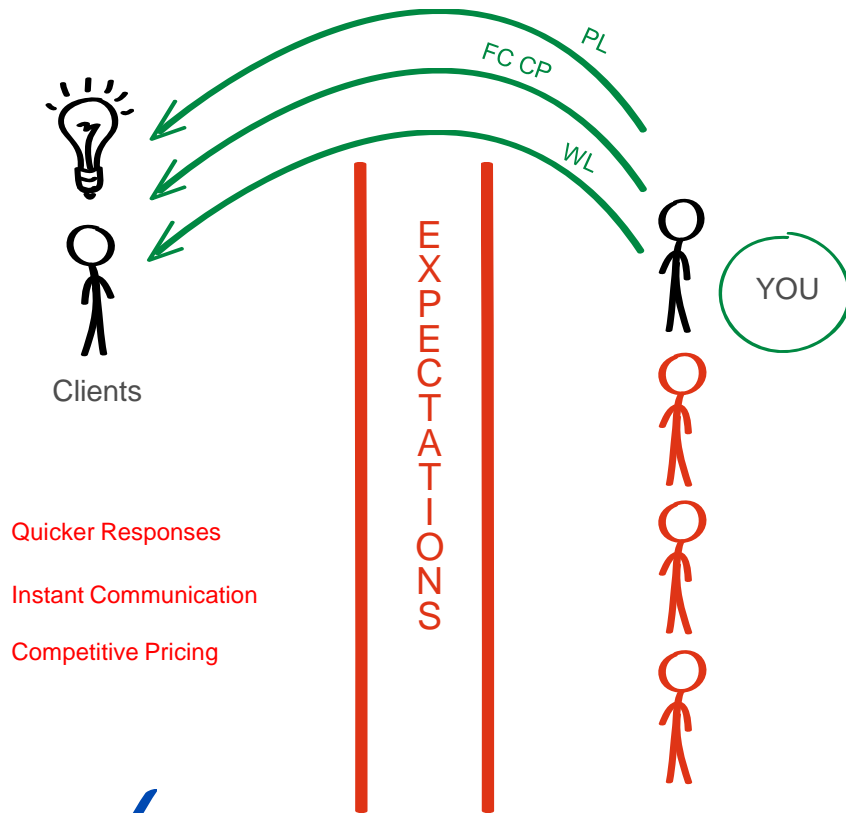 PL
FC CP
WL
EXPECTATIONS
YOU
Clients
Quicker Responses
Instant Communication
Competitive Pricing